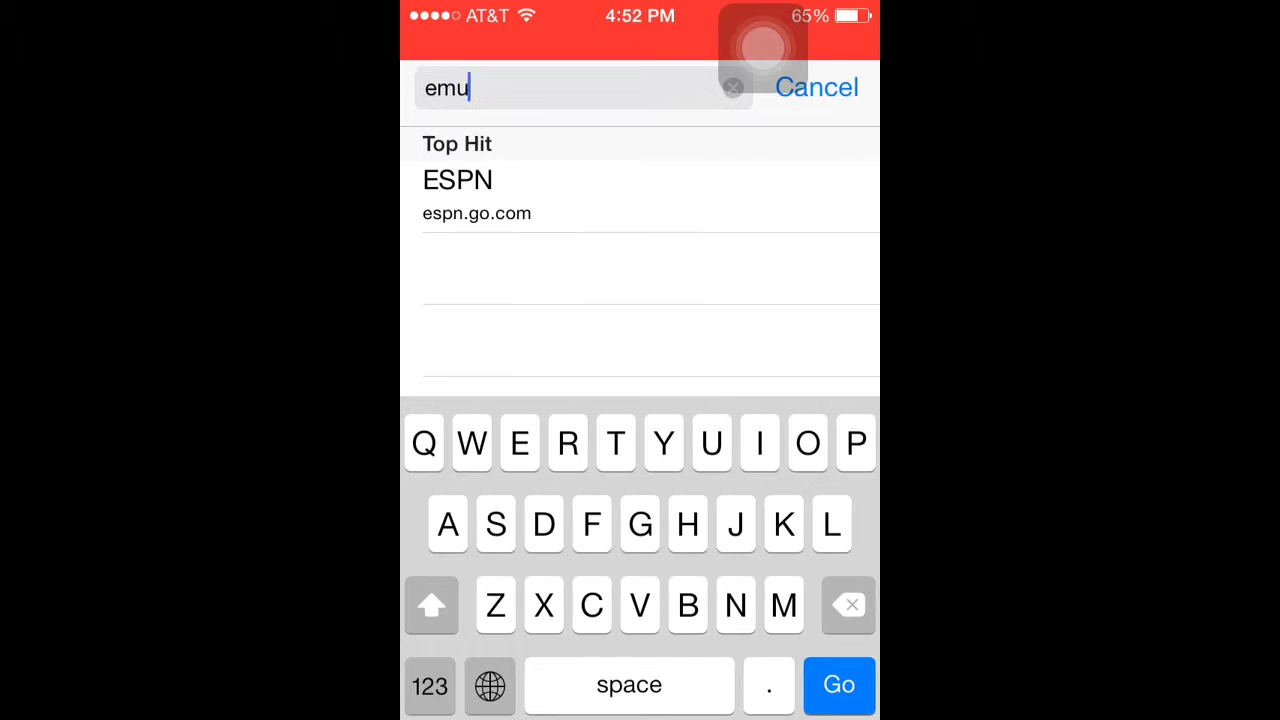 AT&T 4:52 PM 65%
emu Cancel
Top Hit
ESPN
espn.go.com
Q W E R T Y U I O P
A S D F G H J K L
Z X C V B N M
123 space . Go